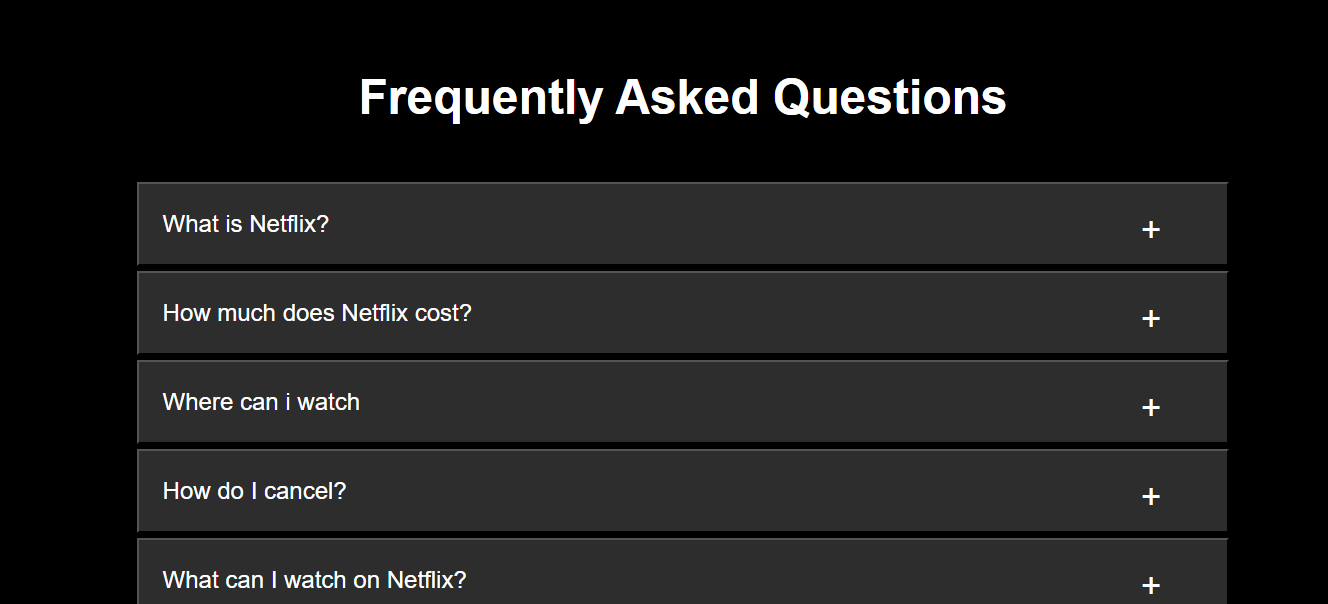 Frequently Asked Questions
What is Netflix?
+
How much does Netflix cost?
+
Where can i watch
+
How do I cancel?
+
What can I watch on Netflix?
+